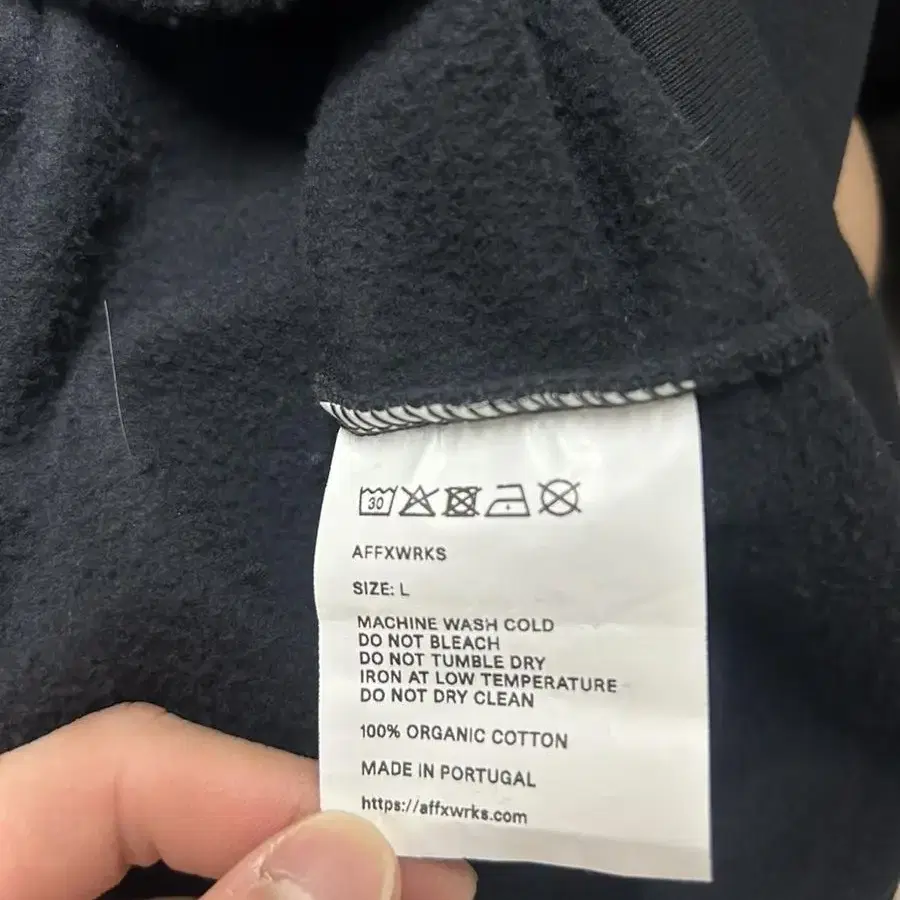 30
AFFXWRKS
SIZE: L
MACHINE WASH COLD
DO NOT BLEACH
DO NOT TUMBLE DRY
IRON AT LOW TEMPERATURE
DO NOT DRY CLEAN
100% ORGANIC COTTON
MADE IN PORTUGAL
https://affxwrks.com